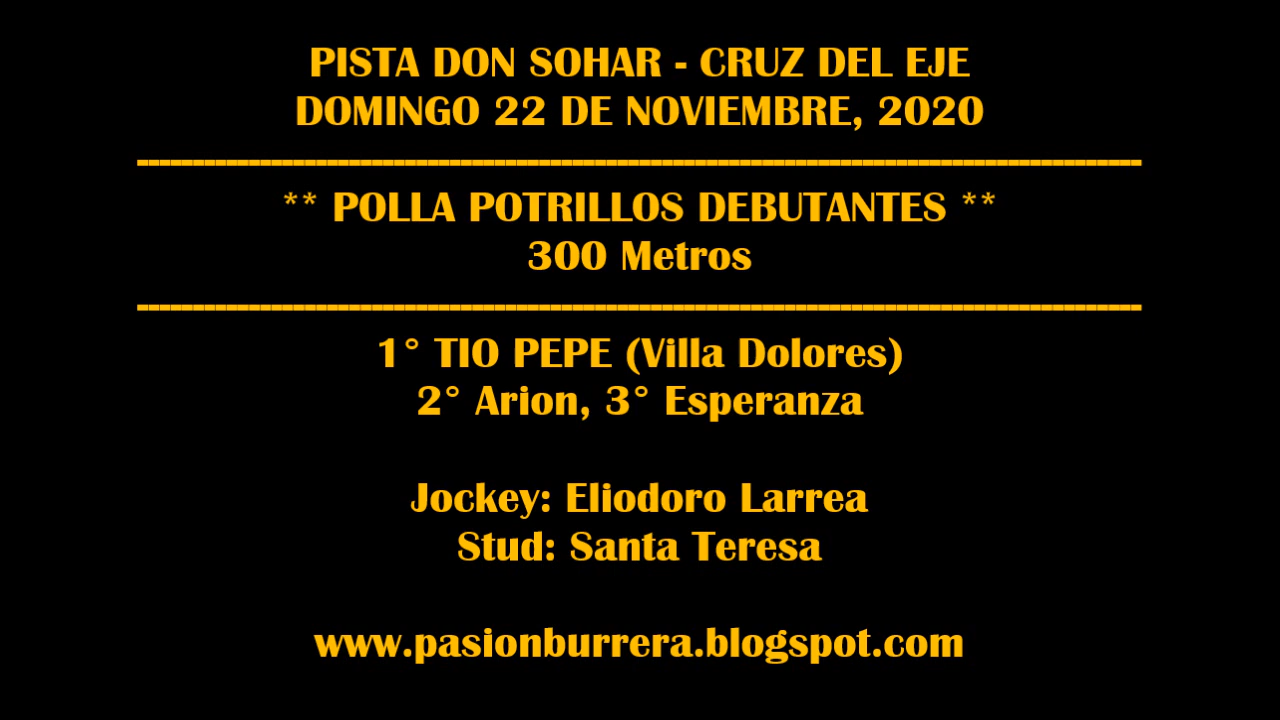 PISTA DON SOHAR - CRUZ DEL EJE
DOMINGO 22 DE NOVIEMBRE, 2020
** POLLA POTRILLOS DEBUTANTES **
300 Metros
1° TIO PEPE (Villa Dolores)
2° Arion, 3° Esperanza
Jockey: Eliodoro Larrea
Stud: Santa Teresa
www.pasionburrera.blogspot.com